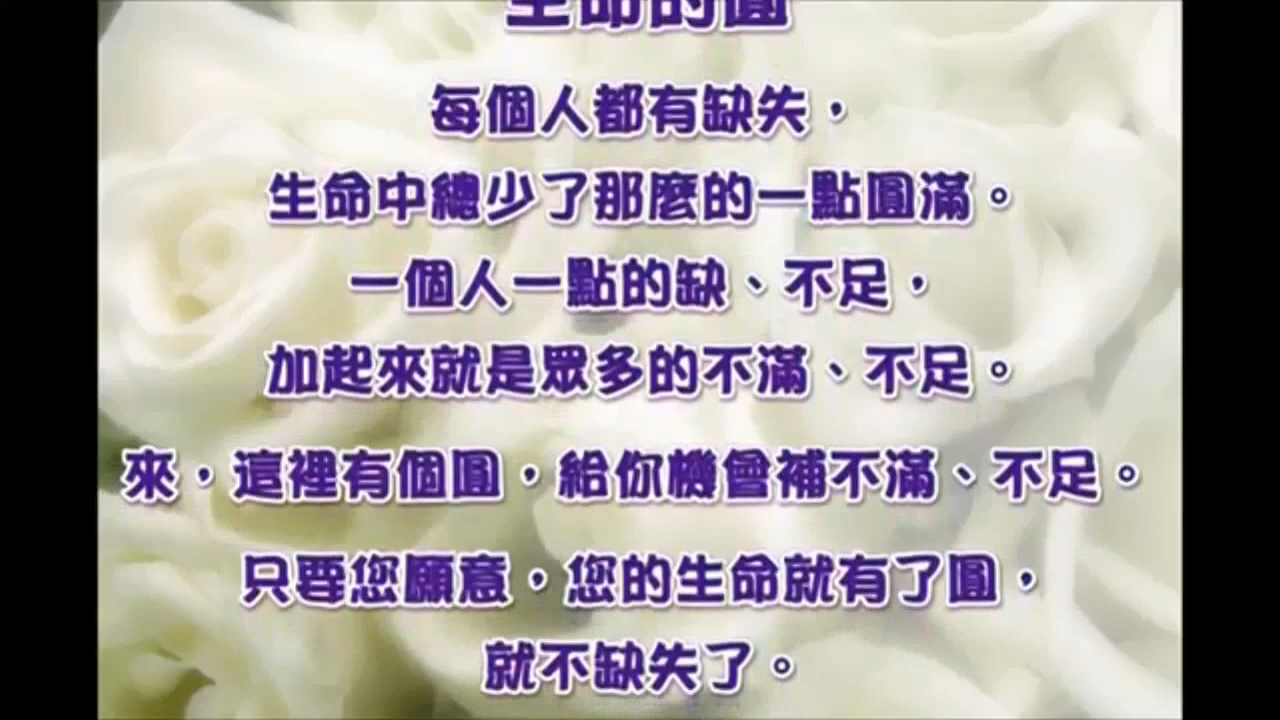 生命的圓
每個人都有缺失，
生命中總少了那麼的一點圓滿。
一個人一點的缺、不足，
加起來就是眾多的不滿、不足。
來，這裡有個圓，給你機會補不滿、不足。
只要您願意，您的生命就有了圓，
就不缺失了。